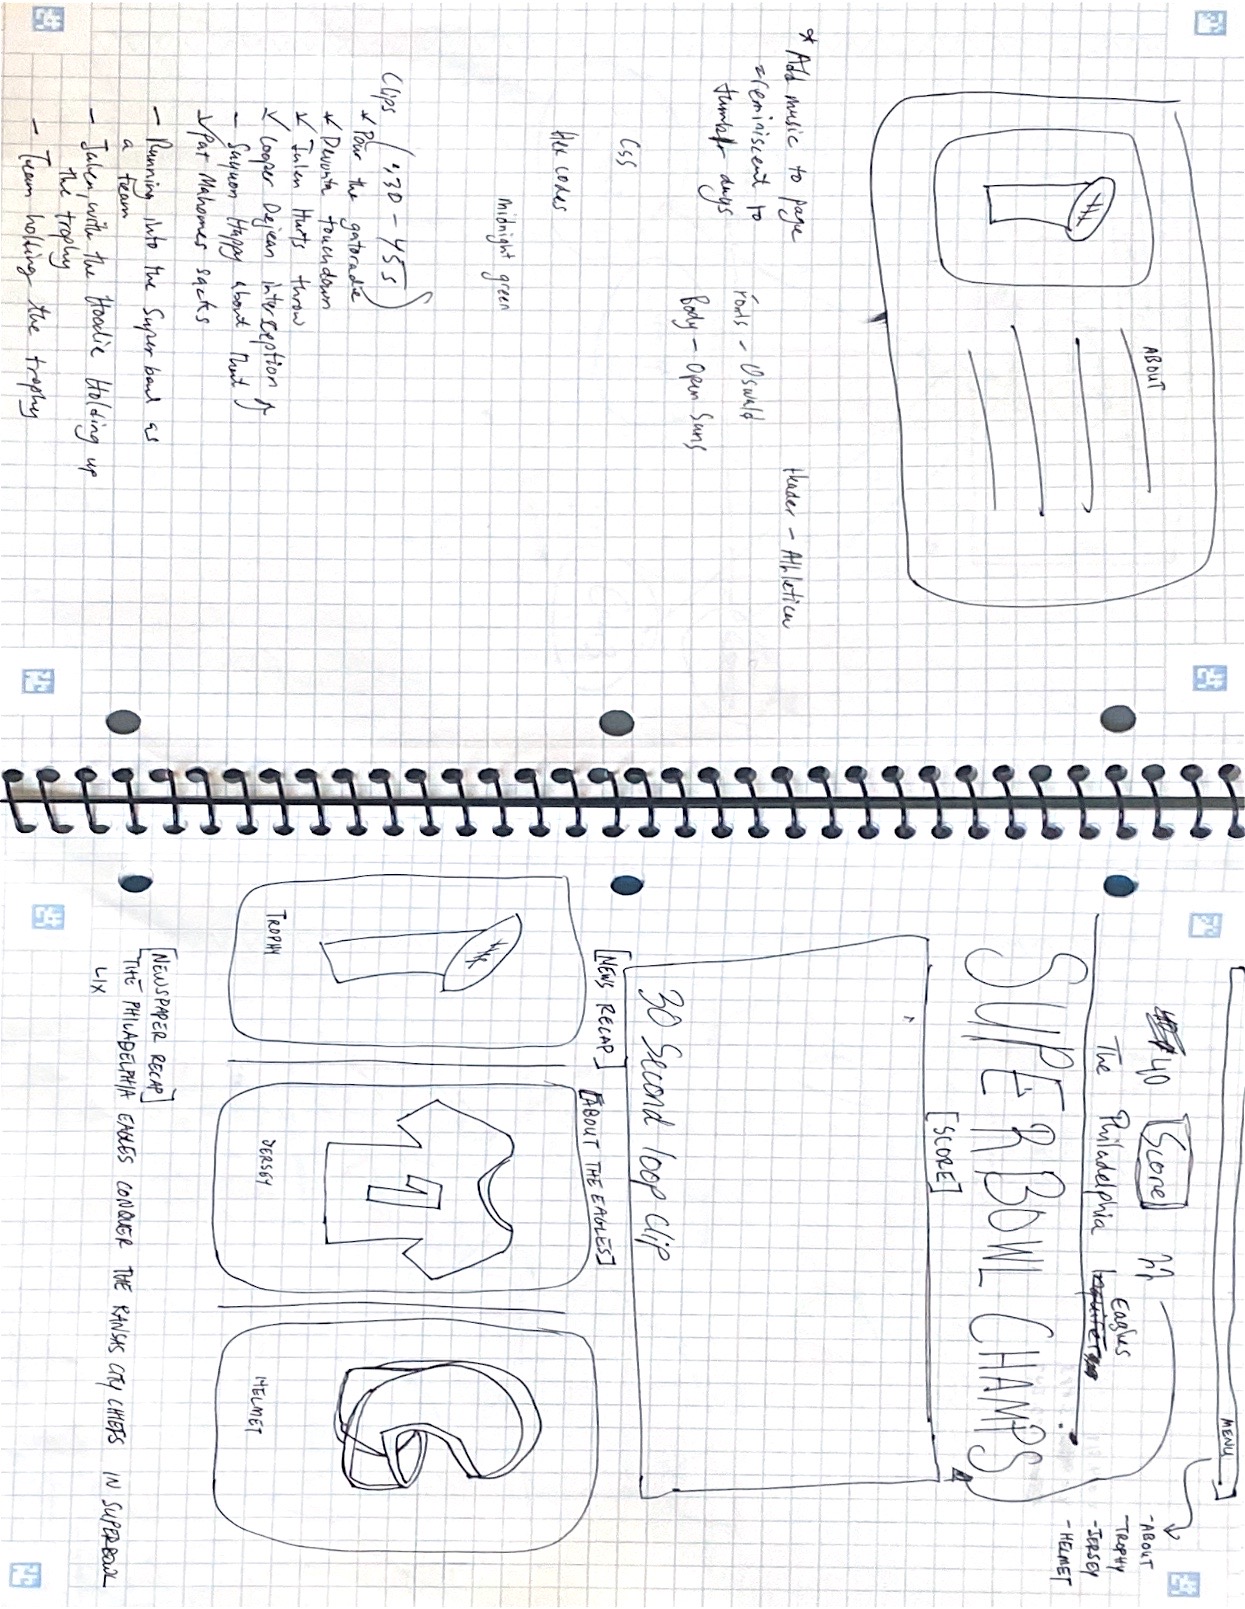 ABOUT
* Add music to page
= reminiscent to
tumblr days
Header - Athletica
Fonts - Oswald
Body - Open Sans
Css
Hex codes
midnight green
Clips (:30 - 45s)
✓ Pour the gatoradie
✓ Devonta touchdown
✓ Jalen Hurts throw
✓ Cooper Dejean interception
- Saquon Happy about that
✓ Pat Mahomes sacks
- Running into the Super bowl as
a team
- Jalen, with the Hoodie Holding up
the trophy
- Team holding the trophy
MENU
- ABOUT
- TROPHY
- JERSEY
- HELMET
40 Score 22
The Philadelphia Eagles
SUPER BOWL CHAMPS
[SCORE]
30 Second loop clip
[NEWS RECAP]
[ABOUT THE EAGLES]
1
TROPHY
JERSEY
HELMET
[NEWSPAPER RECAP]
THE PHILADELPHIA EAGLES CONQUER THE KANSAS CITY CHIEFS IN SUPERBOWL
LIX